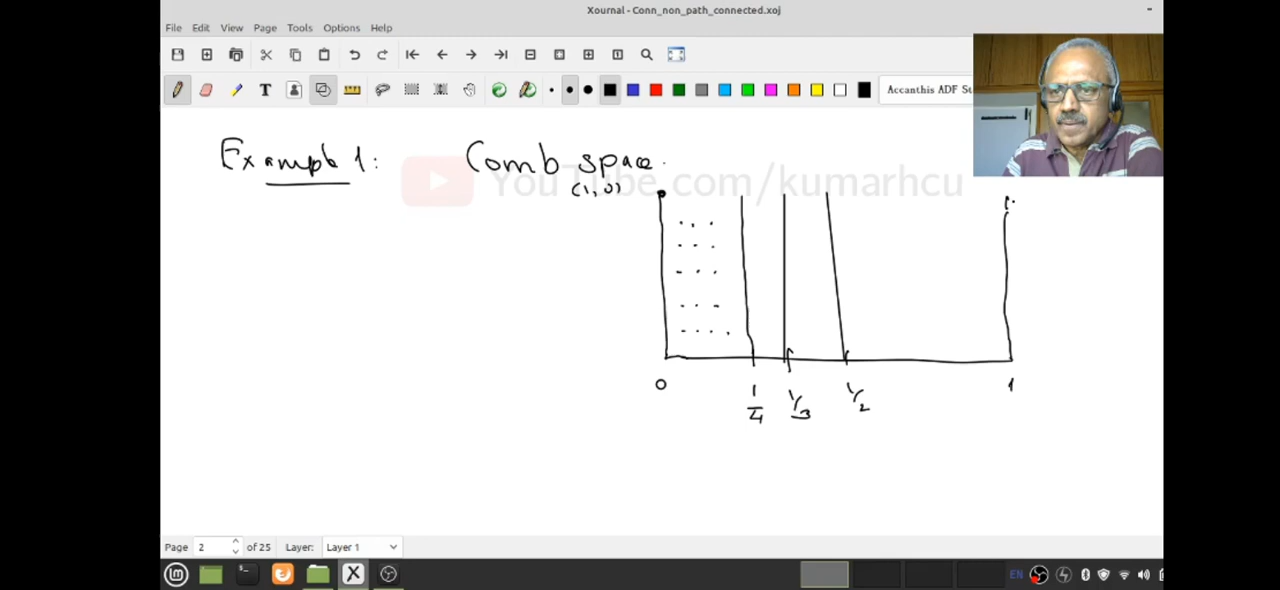 Xournal - Conn_non_path_connected.xoj
File Edit View Page Tools Options Help
T
Accanthis ADF St
Example 1: Comb space.
YouTube.com/kumarhcu
(1,0)
0 1/4 1/3 1/2 1
Page 2 of 25 Layer: Layer 1
EN